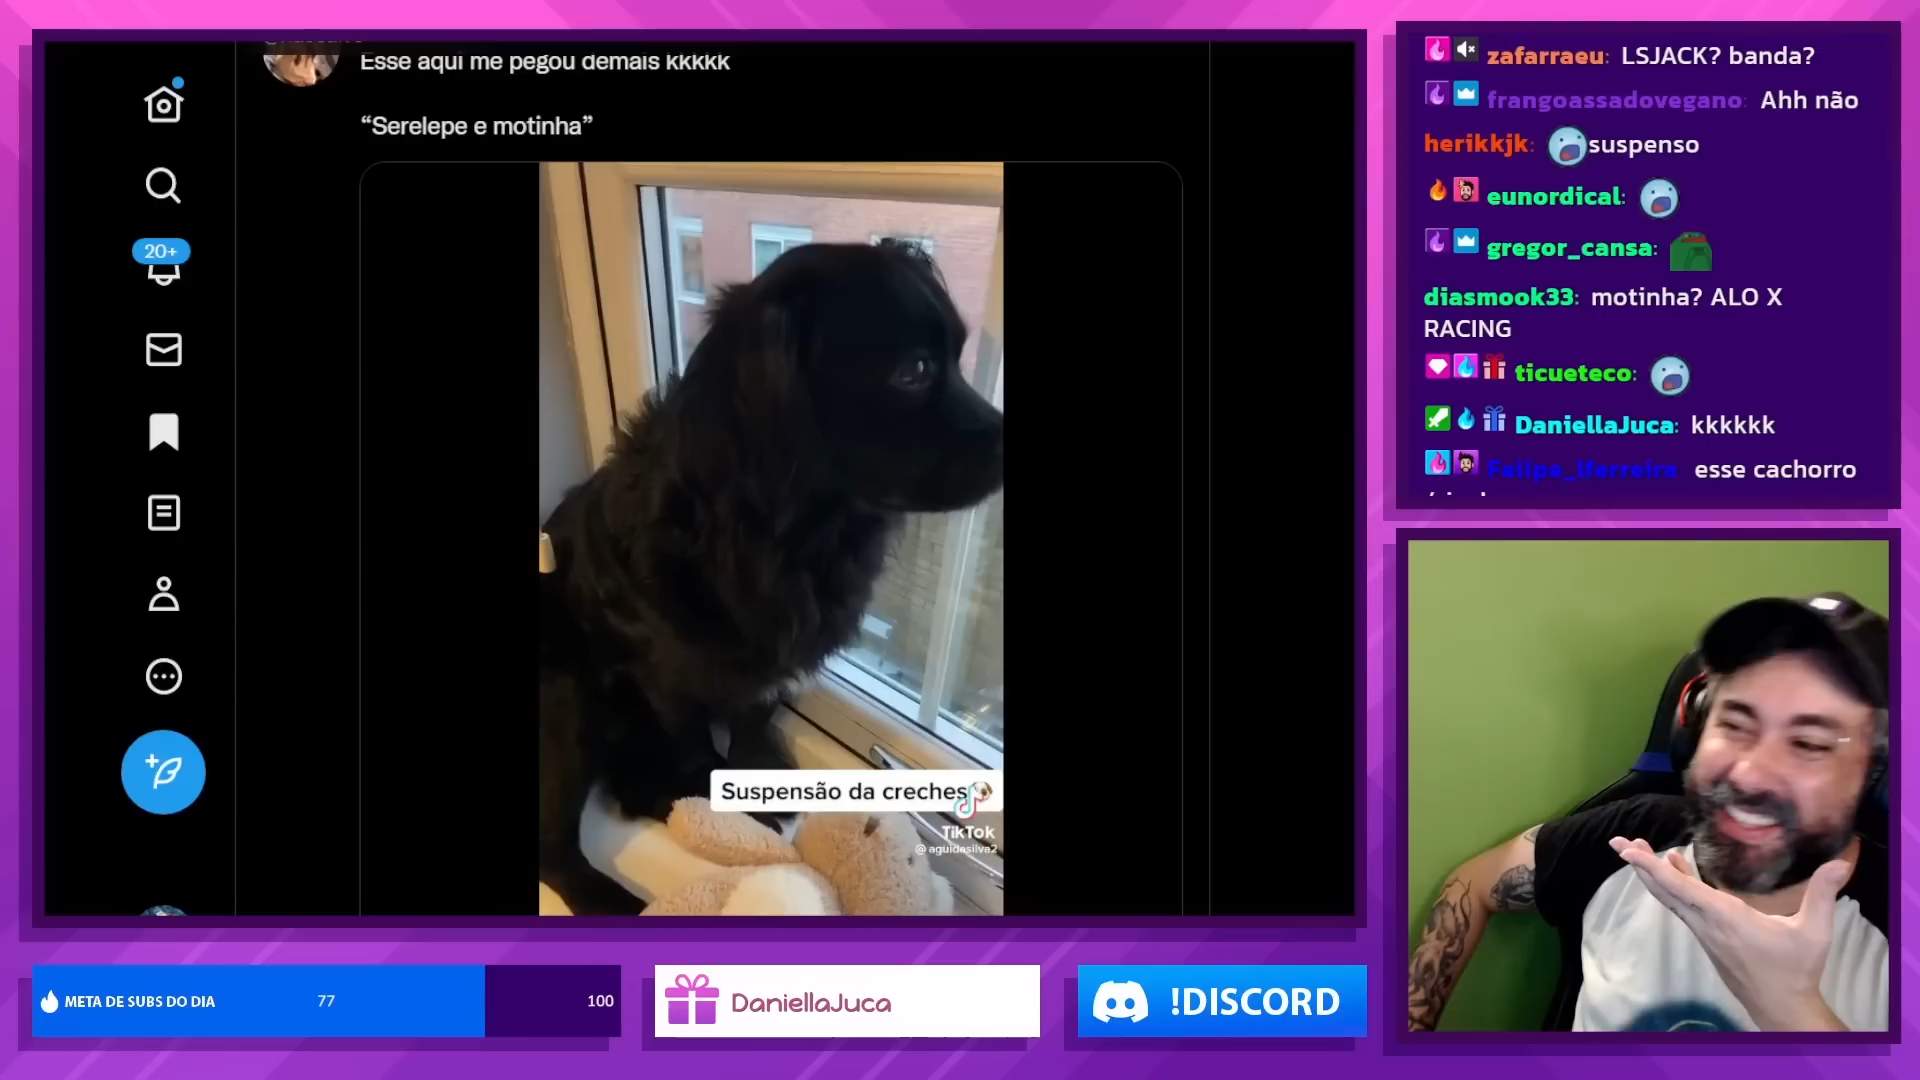 Esse aqui me pegou demais kkkkk
“Serelepe e motinha”
20+
Suspensão da creches
TikTok
@aguidasilva2
zafarraeu: LSJACK? banda?
frangoassadovegano: Ahh não
herikkjk: suspenso
eunordical:
gregor_cansa:
diasmook33: motinha? ALO X
RACING
ticueteco:
DaniellaJuca: kkkkkk
Felipe_lferreira esse cachorro
META DE SUBS DO DIA 77 100
DaniellaJuca
!DISCORD